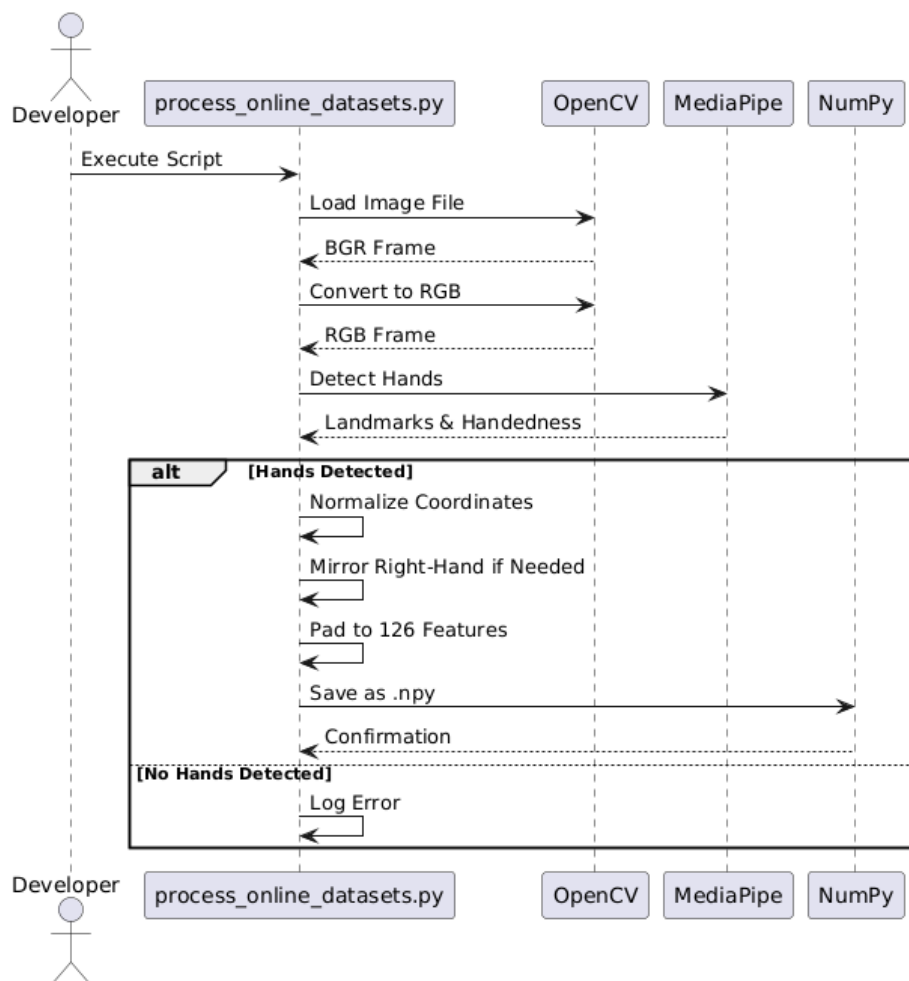 Developer
process_online_datasets.py
OpenCV
MediaPipe
NumPy
Execute Script
Load Image File
BGR Frame
Convert to RGB
RGB Frame
Detect Hands
Landmarks & Handedness
alt [Hands Detected]
Normalize Coordinates
Mirror Right-Hand if Needed
Pad to 126 Features
Save as .npy
Confirmation
[No Hands Detected]
Log Error
Developer
process_online_datasets.py
OpenCV
MediaPipe
NumPy